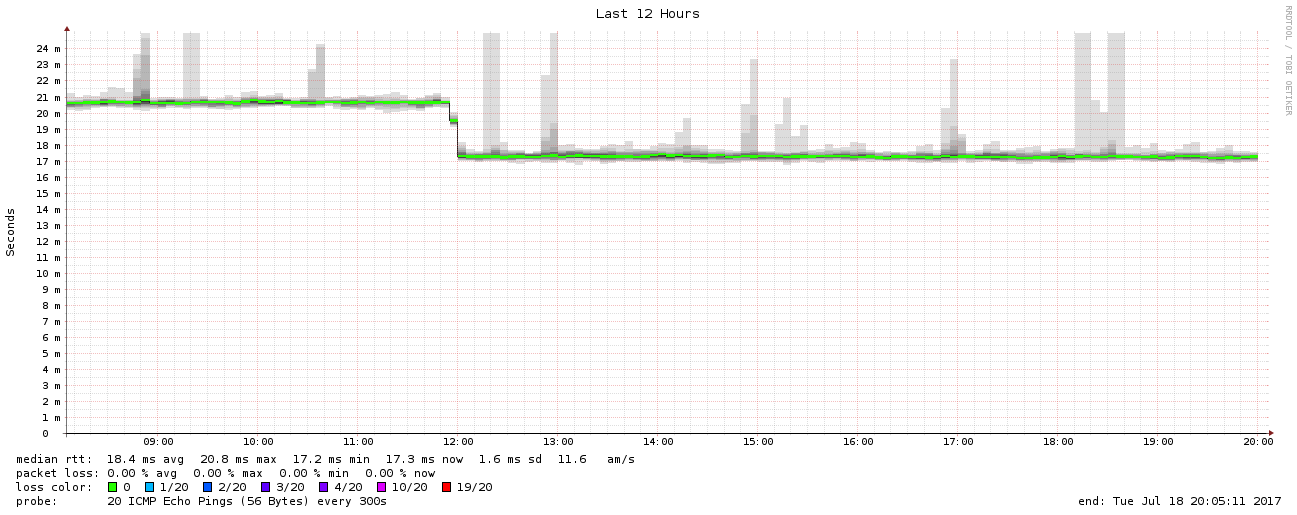 Last 12 Hours
RRDTOOL / TOBI OETIKER
Seconds
24 m
23 m
22 m
21 m
20 m
19 m
18 m
17 m
16 m
15 m
14 m
13 m
12 m
11 m
10 m
9 m
8 m
7 m
6 m
5 m
4 m
3 m
2 m
1 m
0
09:00 10:00 11:00 12:00 13:00 14:00 15:00 16:00 17:00 18:00 19:00 20:00
median rtt: 18.4 ms avg 20.8 ms max 17.2 ms min 17.3 ms now 1.6 ms sd 11.6 am/s
packet loss: 0.00 % avg 0.00 % max 0.00 % min 0.00 % now
loss color: 0 1/20 2/20 3/20 4/20 10/20 19/20
probe: 20 ICMP Echo Pings (56 Bytes) every 300s end: Tue Jul 18 20:05:11 2017